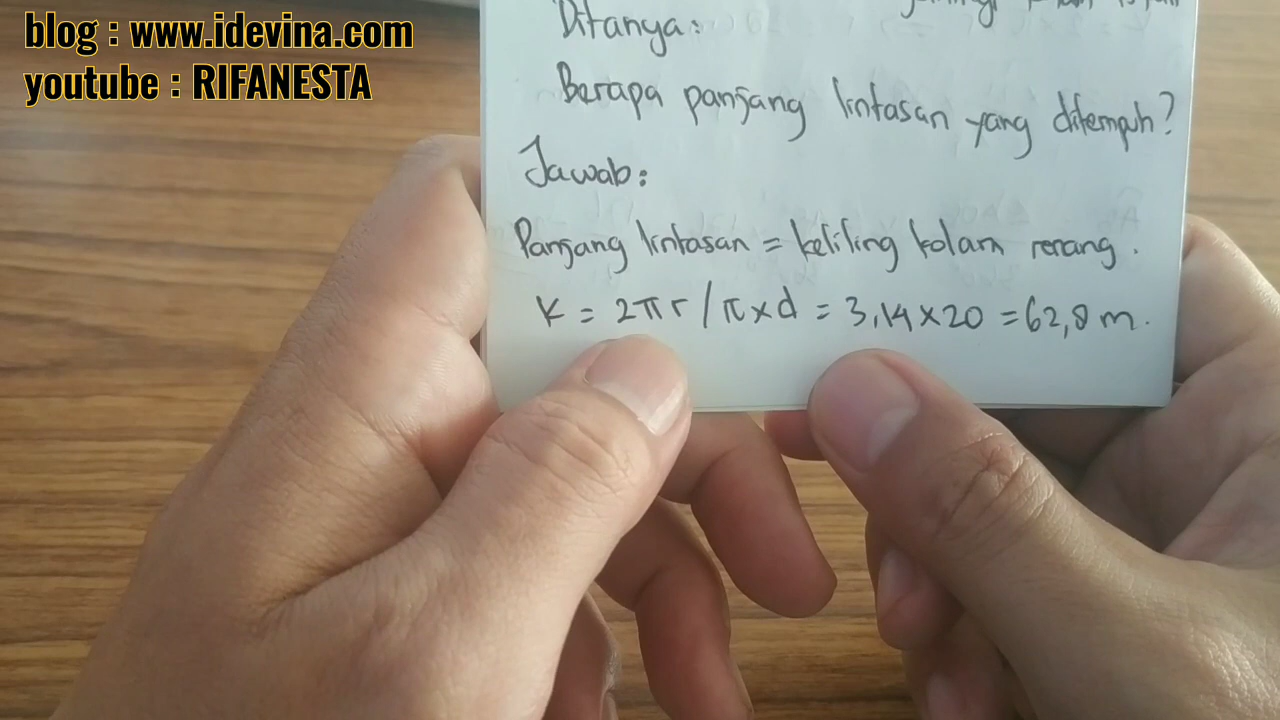 blog : www.idevina.com
youtube : RIFANESTA
Ditanya:
Berapa panjang lintasan yang ditempuh?
Jawab:
Panjang lintasan = keliling kolam renang.
K = 2πr / π x d = 3,14 x 20 = 62,8 m.